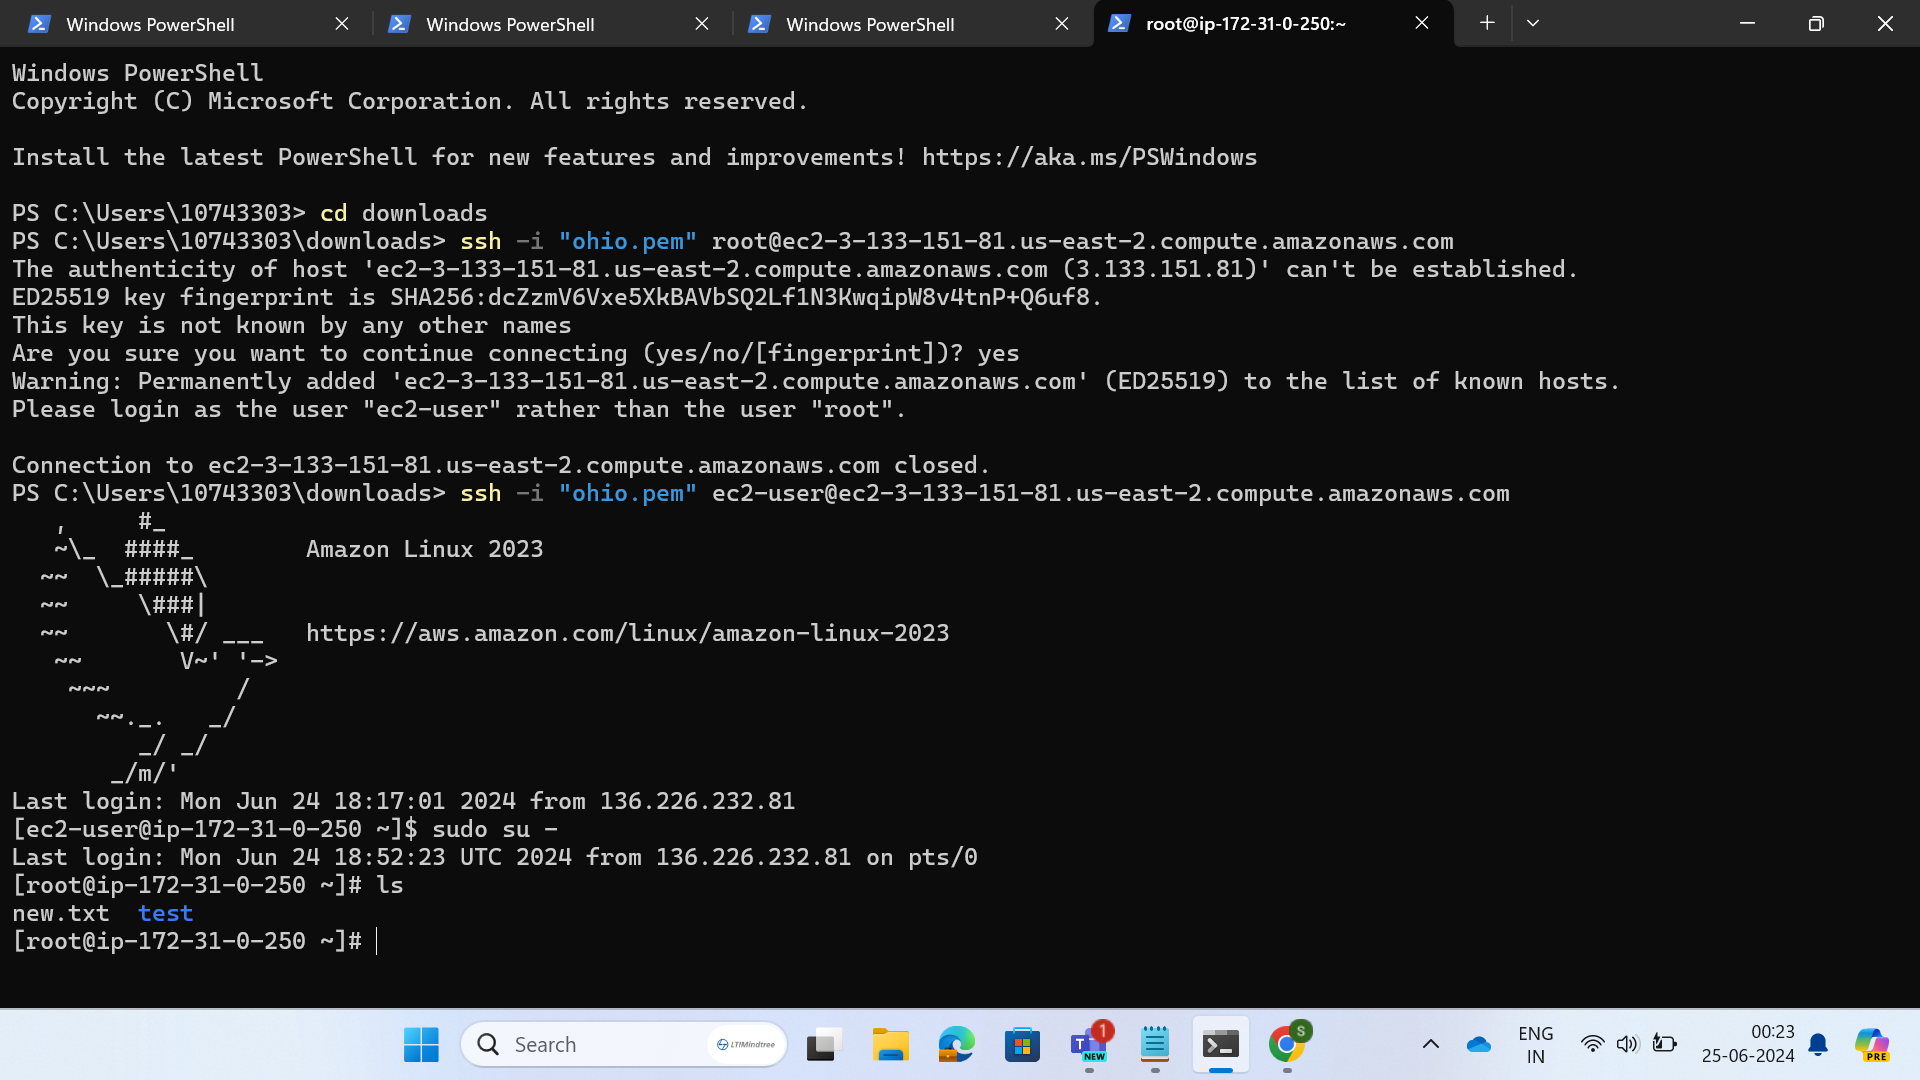 Windows PowerShell
Windows PowerShell
Windows PowerShell
root@ip-172-31-0-250:~
Windows PowerShell
Copyright (C) Microsoft Corporation. All rights reserved.
Install the latest PowerShell for new features and improvements! https://aka.ms/PSWindows
PS C:\Users\10743303> cd downloads
PS C:\Users\10743303\downloads> ssh -i "ohio.pem" root@ec2-3-133-151-81.us-east-2.compute.amazonaws.com
The authenticity of host 'ec2-3-133-151-81.us-east-2.compute.amazonaws.com (3.133.151.81)' can't be established.
ED25519 key fingerprint is SHA256:dcZzmV6Vxe5XkBAVbSQ2Lf1N3KwqipW8v4tnP+Q6uf8.
This key is not known by any other names
Are you sure you want to continue connecting (yes/no/[fingerprint])? yes
Warning: Permanently added 'ec2-3-133-151-81.us-east-2.compute.amazonaws.com' (ED25519) to the list of known hosts.
Please login as the user "ec2-user" rather than the user "root".
Connection to ec2-3-133-151-81.us-east-2.compute.amazonaws.com closed.
PS C:\Users\10743303\downloads> ssh -i "ohio.pem" ec2-user@ec2-3-133-151-81.us-east-2.compute.amazonaws.com
   ,     #_
   ~\_  ####_        Amazon Linux 2023
  ~~  \_#####\
  ~~     \###|
  ~~       \#/ ___   https://aws.amazon.com/linux/amazon-linux-2023
   ~~       V~' '->
    ~~~         /
      ~~._.   _/
         _/ _/
       _/m/'
Last login: Mon Jun 24 18:17:01 2024 from 136.226.232.81
[ec2-user@ip-172-31-0-250 ~]$ sudo su -
Last login: Mon Jun 24 18:52:23 UTC 2024 from 136.226.232.81 on pts/0
[root@ip-172-31-0-250 ~]# ls
new.txt  test
[root@ip-172-31-0-250 ~]#
Search
LTIMindtree
T
1
NEW
S
ENG
IN
00:23
25-06-2024
PRE